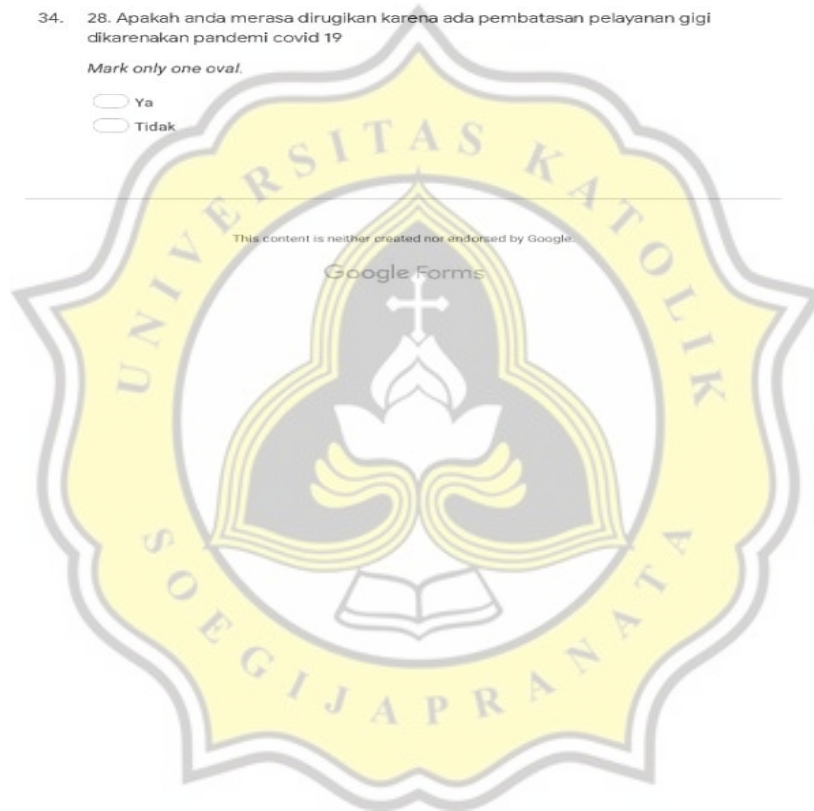 34. 28. Apakah anda merasa dirugikan karena ada pembatasan pelayanan gigi
dikarenakan pandemi covid 19
Mark only one oval.
Ya
Tidak
This content is neither created nor endorsed by Google.
Google Forms
UNIVERSITAS KATOLIK
SOEGIJAPRANATA